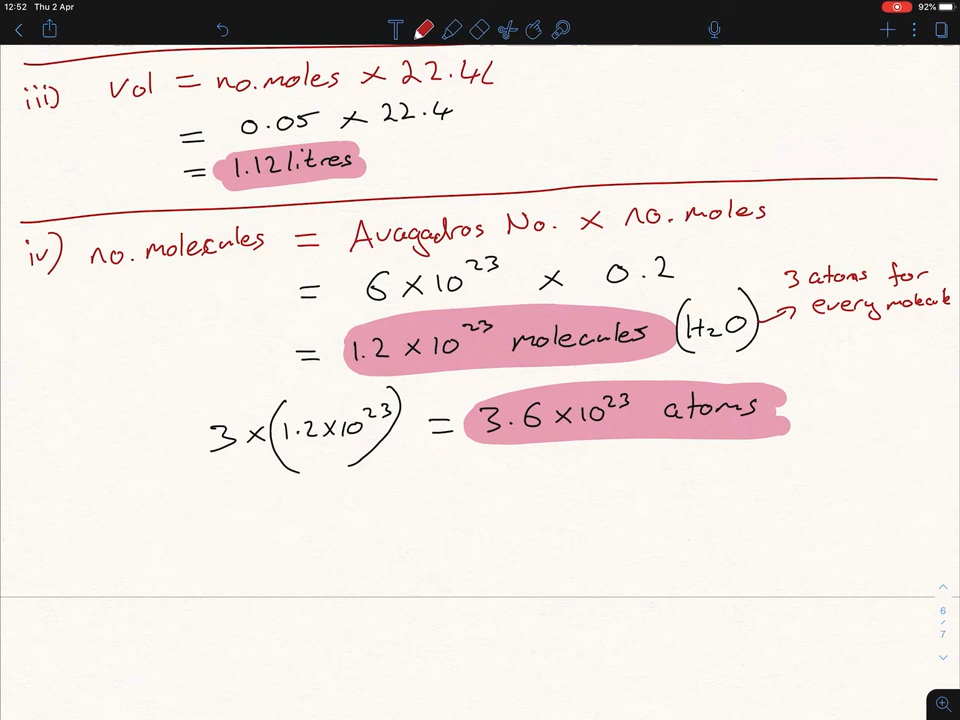 12:52 Thu 2 Apr 92%
T
iii) Vol = no.moles × 22.4L
= 0.05 × 22.4
= 1.12 litres
iv) no.molecules = Avagadros No. × no.moles
= 6 × 10²³ × 0.2
= 1.2 × 10²³ molecules (H₂O) → 3 atoms for
every molecule
3 × (1.2 × 10²³) = 3.6 × 10²³ atoms
6
/
7